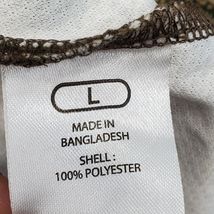 L
MADE IN
BANGLADESH
SHELL :
100% POLYESTER